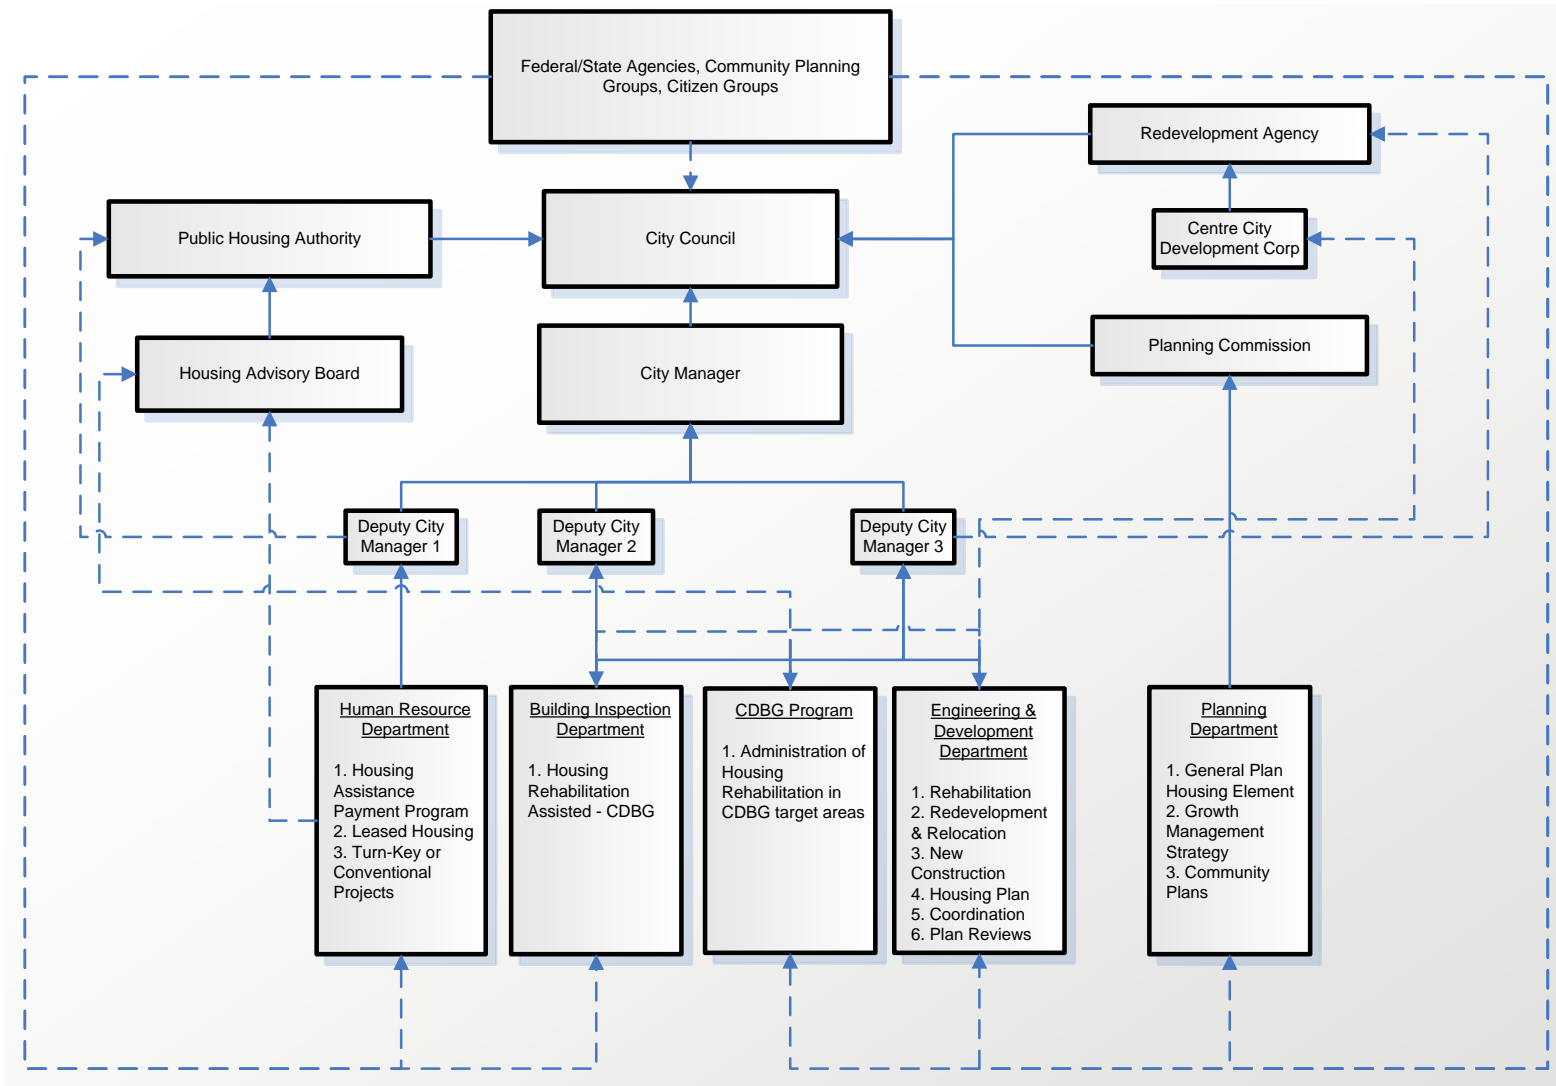 Federal/State Agencies, Community Planning
Groups, Citizen Groups
Redevelopment Agency
Public Housing Authority
City Council
Centre City
Development Corp
Housing Advisory Board
City Manager
Planning Commission
Deputy City
Manager 1
Deputy City
Manager 2
Deputy City
Manager 3
Human Resource
Department
1. Housing
Assistance
Payment Program
2. Leased Housing
3. Turn-Key or
Conventional
Projects
Building Inspection
Department
1. Housing
Rehabilitation
Assisted - CDBG
CDBG Program
1. Administration of
Housing
Rehabilitation in
CDBG target areas
Engineering &
Development
Department
1. Rehabilitation
2. Redevelopment
& Relocation
3. New
Construction
4. Housing Plan
5. Coordination
6. Plan Reviews
Planning
Department
1. General Plan
Housing Element
2. Growth
Management
Strategy
3. Community
Plans